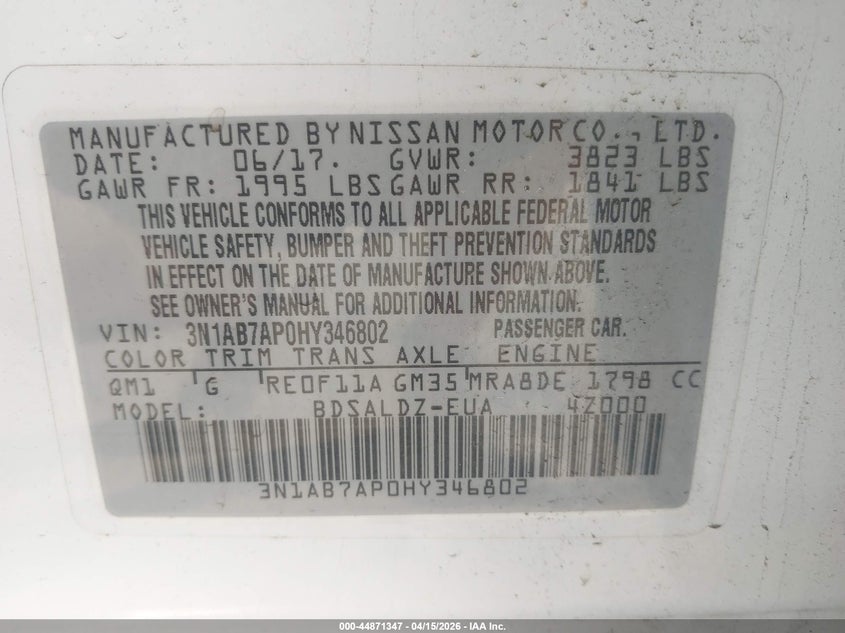 MANUFACTURED BY NISSAN MOTOR CO., LTD.
DATE: 06/17. GVWR: 3823 LBS
GAWR FR: 1995 LBS GAWR RR: 1841 LBS
THIS VEHICLE CONFORMS TO ALL APPLICABLE FEDERAL MOTOR
VEHICLE SAFETY, BUMPER AND THEFT PREVENTION STANDARDS
IN EFFECT ON THE DATE OF MANUFACTURE SHOWN ABOVE.
SEE OWNER'S MANUAL FOR ADDITIONAL INFORMATION.
VIN: 3N1AB7AP0HY346802 PASSENGER CAR.
COLOR TRIM TRANS AXLE ENGINE
QM1 G RE0F11A GM35 MRA8DE 1798 CC
MODEL: BDSALDZ-EUA 4Z000
3N1AB7AP0HY346802
000-44871347 | 04/15/2026 - IAA Inc.